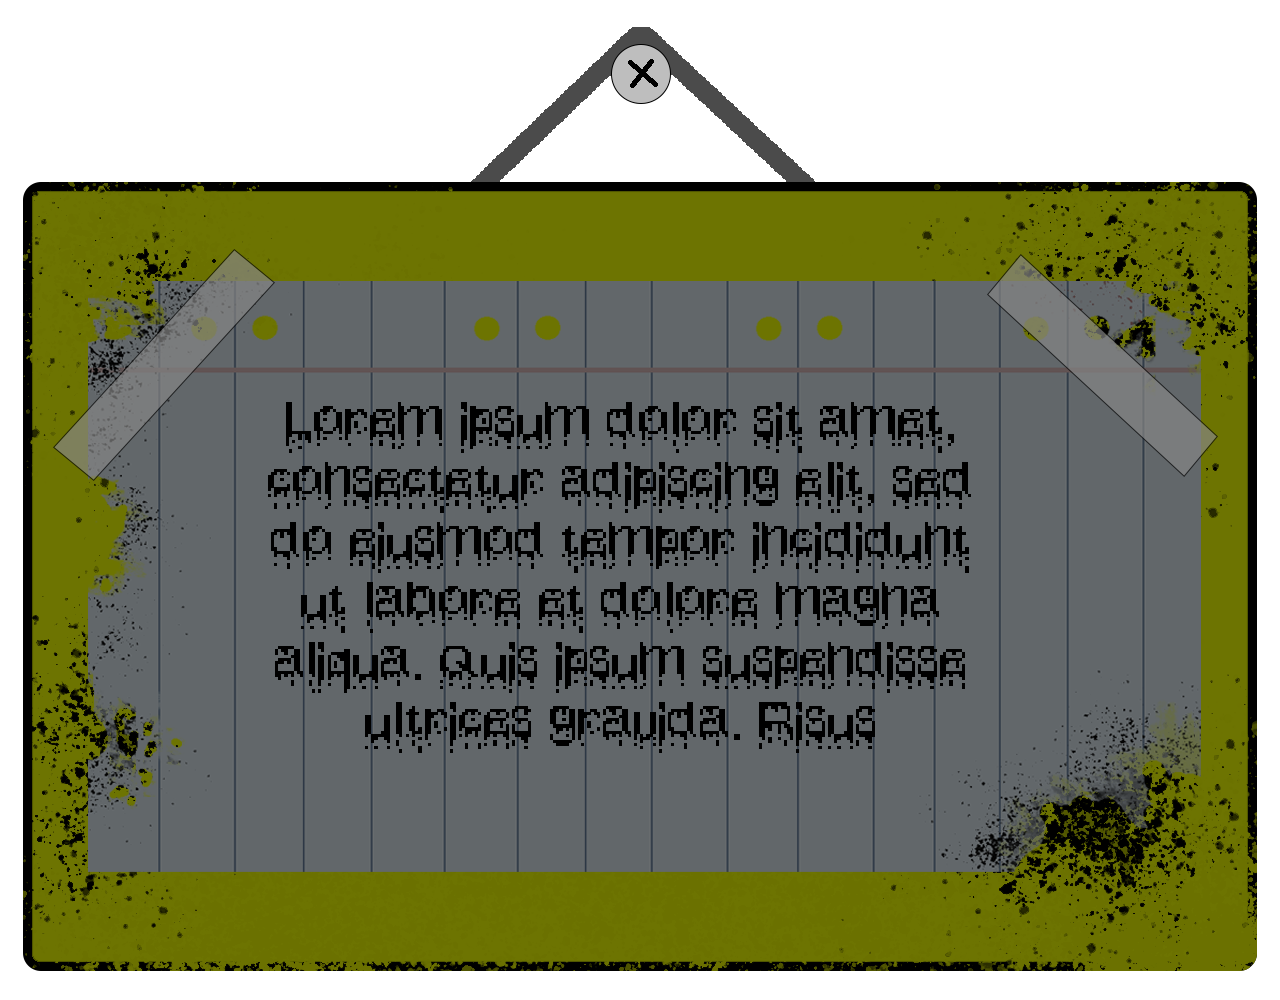 Lorem ipsum dolor sit amet,
consectetur adipiscing elit, sed
do eiusmod tempor incididunt
ut labore et dolore magna
aliqua. Quis ipsum suspendisse
ultrices gravida. Risus